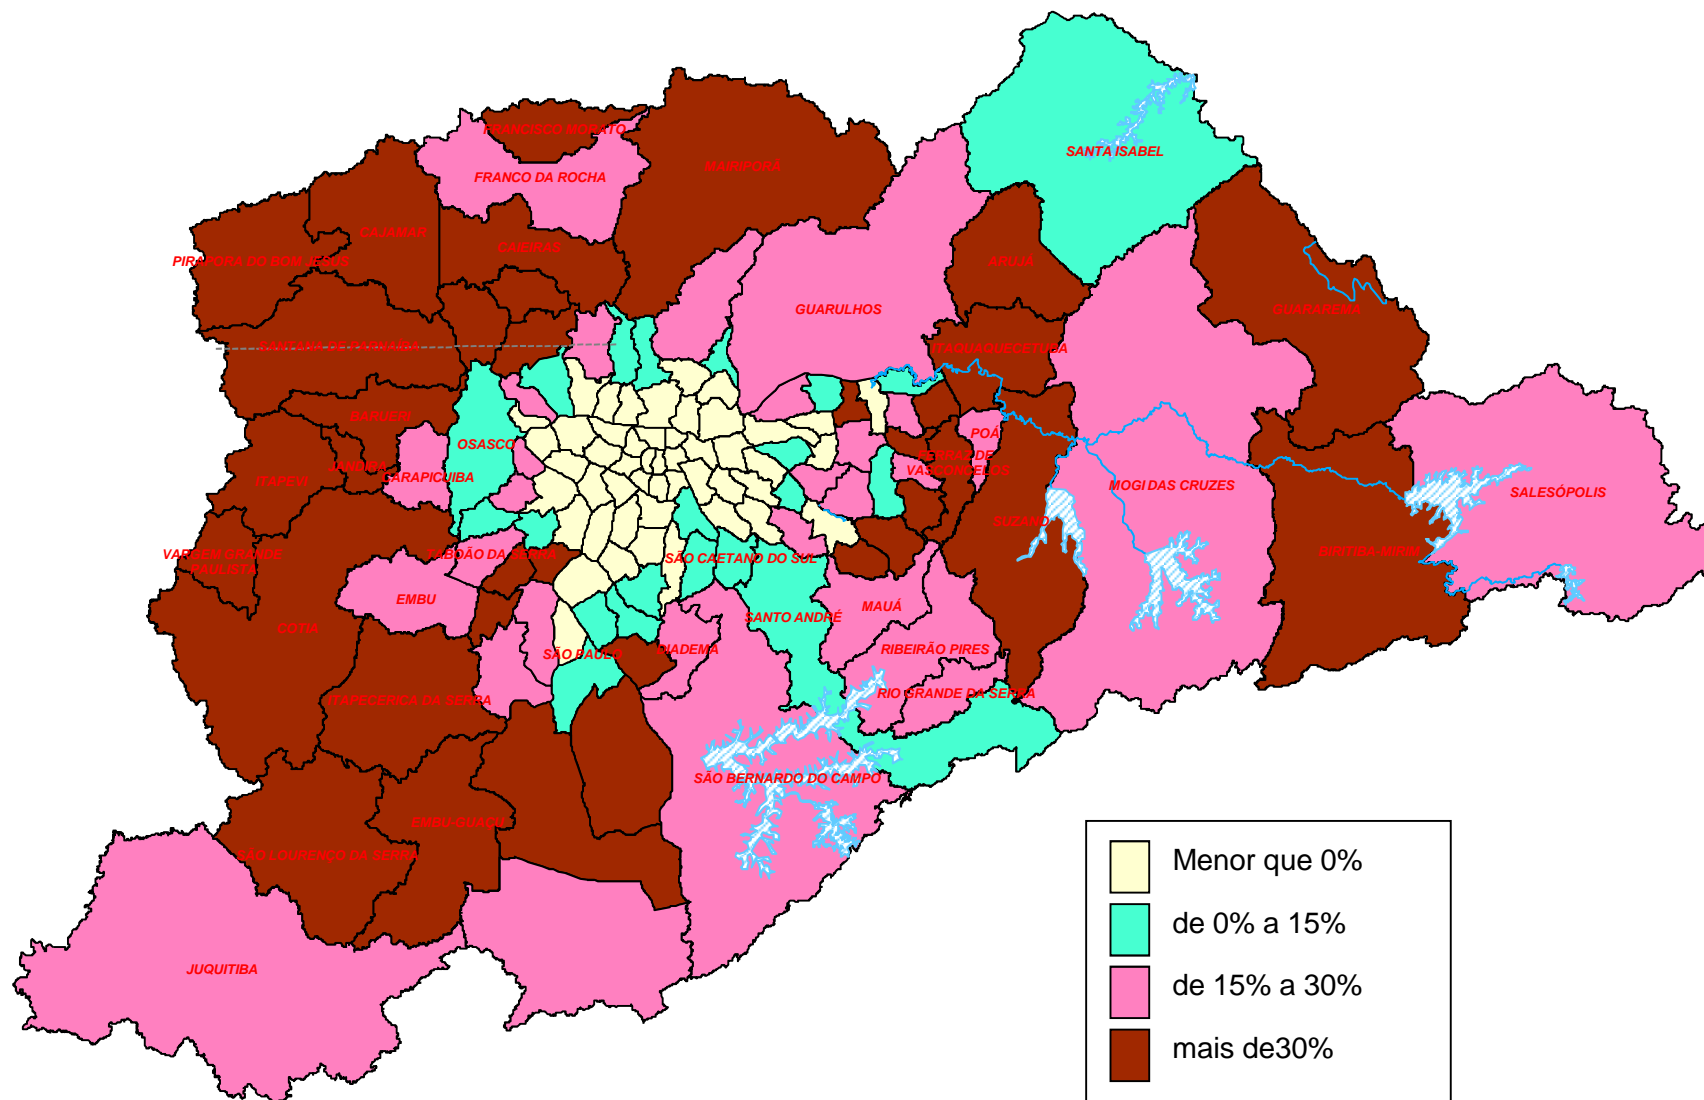 FRANCISCO MORATO
SANTA ISABEL
MAIRIPORÃ
FRANCO DA ROCHA
CAJAMAR
CAIEIRAS
PIRAPORA DO BOM JESUS
ARUJA
GUARULHOS
GUARAREMA
SANTANA DE PARNAÍBA
ITAQUAQUECETUBA
BARUERI
OSASCO
POÁ
JANDIRA
FERRAZ DE
VASCONCELOS
ITAPEVI
CARAPICUIBA
MOGI DAS CRUZES
SALESÓPOLIS
SUZANO
VARGEM GRANDE
PAULISTA
TABOÃO DA SERRA
SÃO CAETANO DO SUL
BIRITIBA-MIRIM
EMBU
MAUÁ
SANTO ANDRÉ
COTIA
SÃO PAULO
DIADEMA
RIBEIRÃO PIRES
ITAPECERICA DA SERRA
RIO GRANDE DA SERRA
SÃO BERNARDO DO CAMPO
EMBU-GUAÇU
SÃO LOURENÇO DA SERRA
JUQUITIBA
Menor que 0%
de 0% a 15%
de 15% a 30%
mais de30%